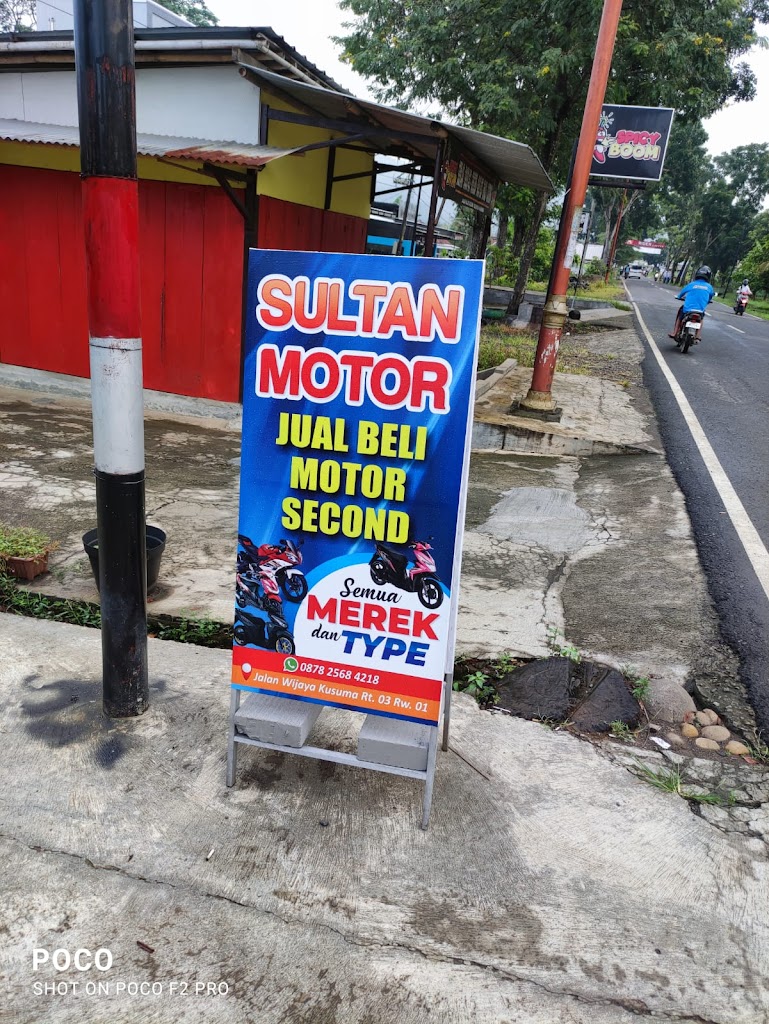 SPICY
BOOM
SULTAN
MOTOR
JUAL BELI
MOTOR
SECOND
Semua
MEREK
dan TYPE
0878 2568 4218
Jalan Wijaya Kusuma Rt. 03 Rw. 01
POCO
SHOT ON POCO F2 PRO